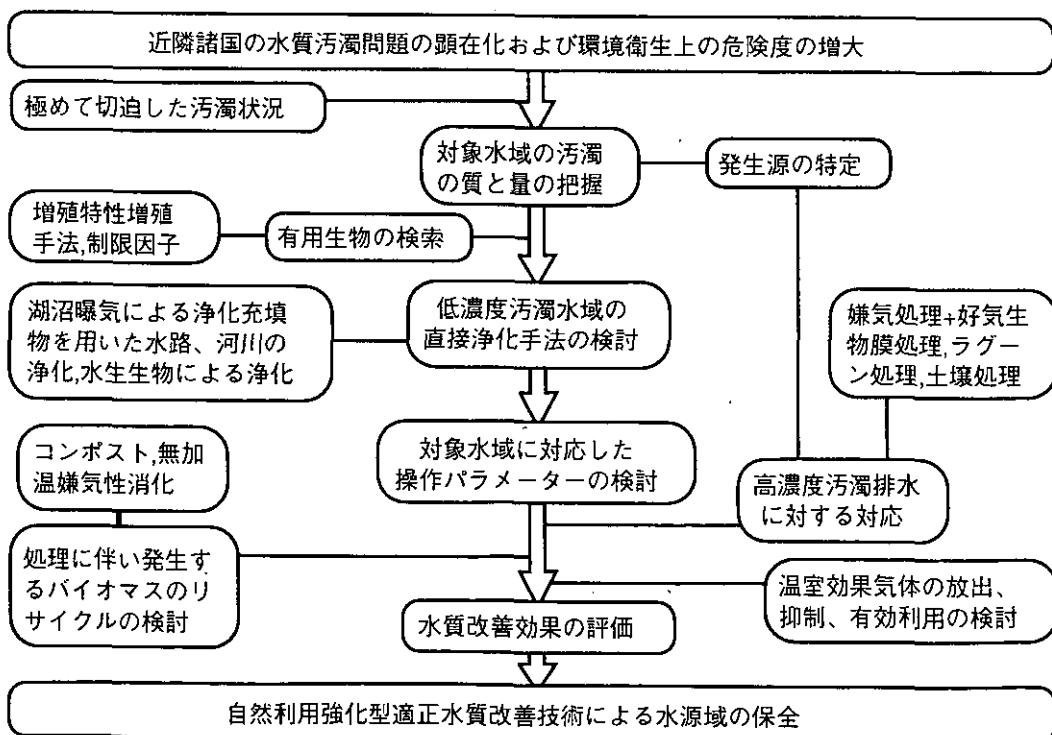 近隣諸国の水質汚濁問題の顕在化および環境衛生上の危険度の増大
極めて切迫した汚濁状況
対象水域の汚濁
の質と量の把握
発生源の特定
増殖特性増殖
手法,制限因子
有用生物の検索
湖沼曝気による浄化充填
物を用いた水路、河川の
浄化,水生生物による浄化
低濃度汚濁水域の
直接浄化手法の検討
嫌気処理+好気生
物膜処理,ラグー
ン処理,土壌処理
コンポスト,無加
温嫌気性消化
対象水域に対応した
操作パラメーターの検討
高濃度汚濁排水
に対する対応
処理に伴い発生す
るバイオマスのリ
サイクルの検討
温室効果気体の放出、
抑制、有効利用の検討
水質改善効果の評価
自然利用強化型適正水質改善技術による水源域の保全